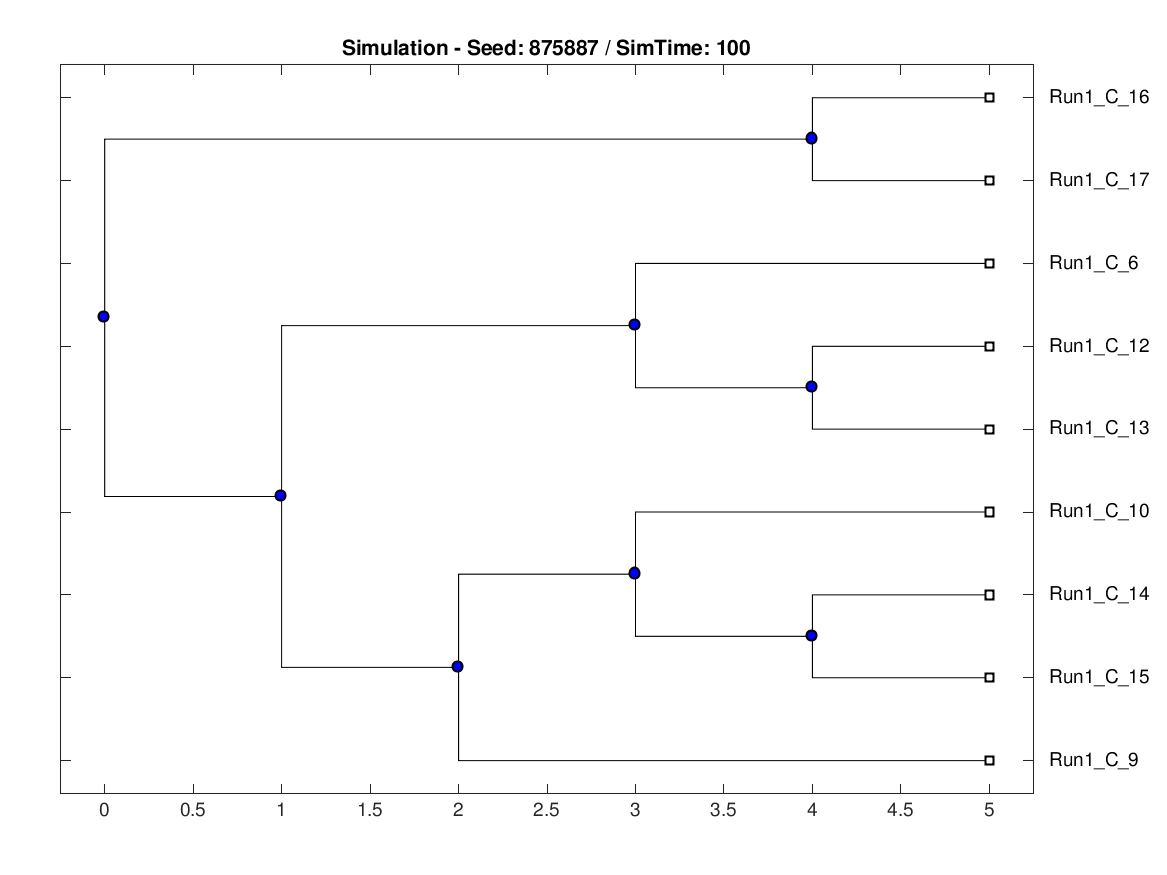 Simulation - Seed: 875887 / SimTime: 100
Run1_C_16
Run1_C_17
Run1_C_6
Run1_C_12
Run1_C_13
Run1_C_10
Run1_C_14
Run1_C_15
Run1_C_9
0 0.5 1 1.5 2 2.5 3 3.5 4 4.5 5